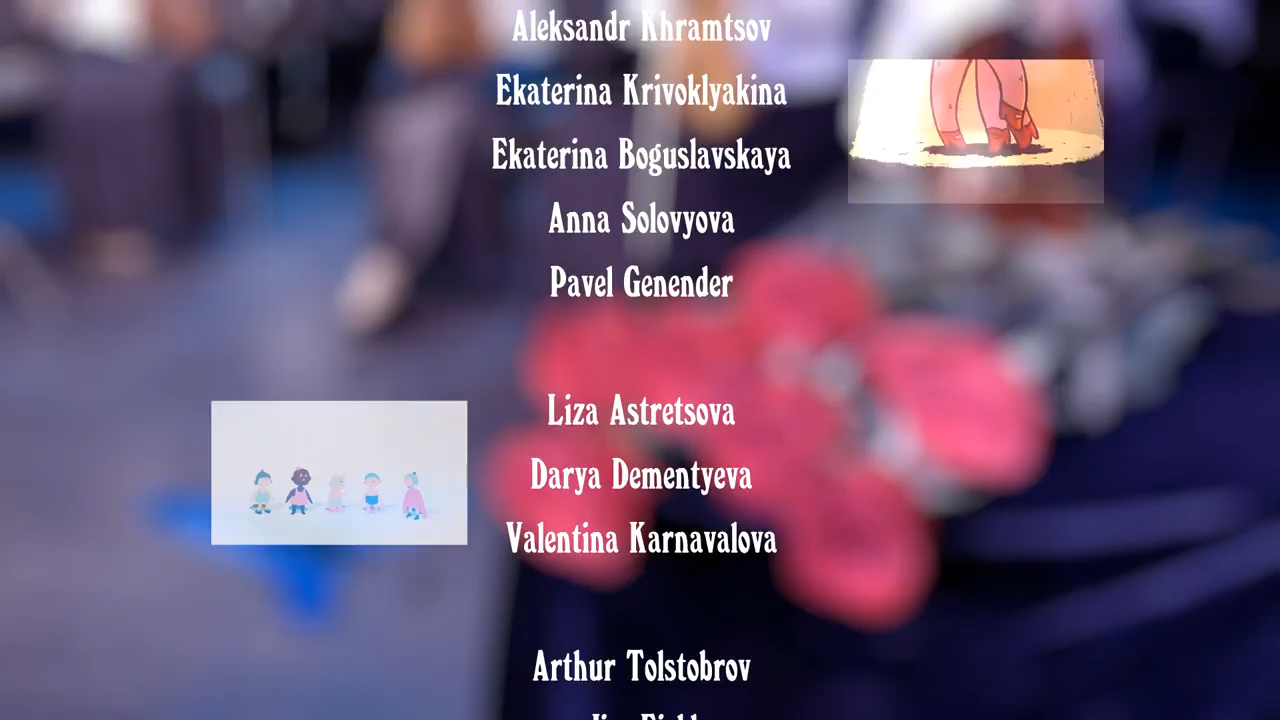 Aleksandr Khramtsov
Ekaterina Krivoklyakina
Ekaterina Boguslavskaya
Anna Solovyova
Pavel Genender
Liza Astretsova
Darya Dementyeva
Valentina Karnavalova
Arthur Tolstobrov